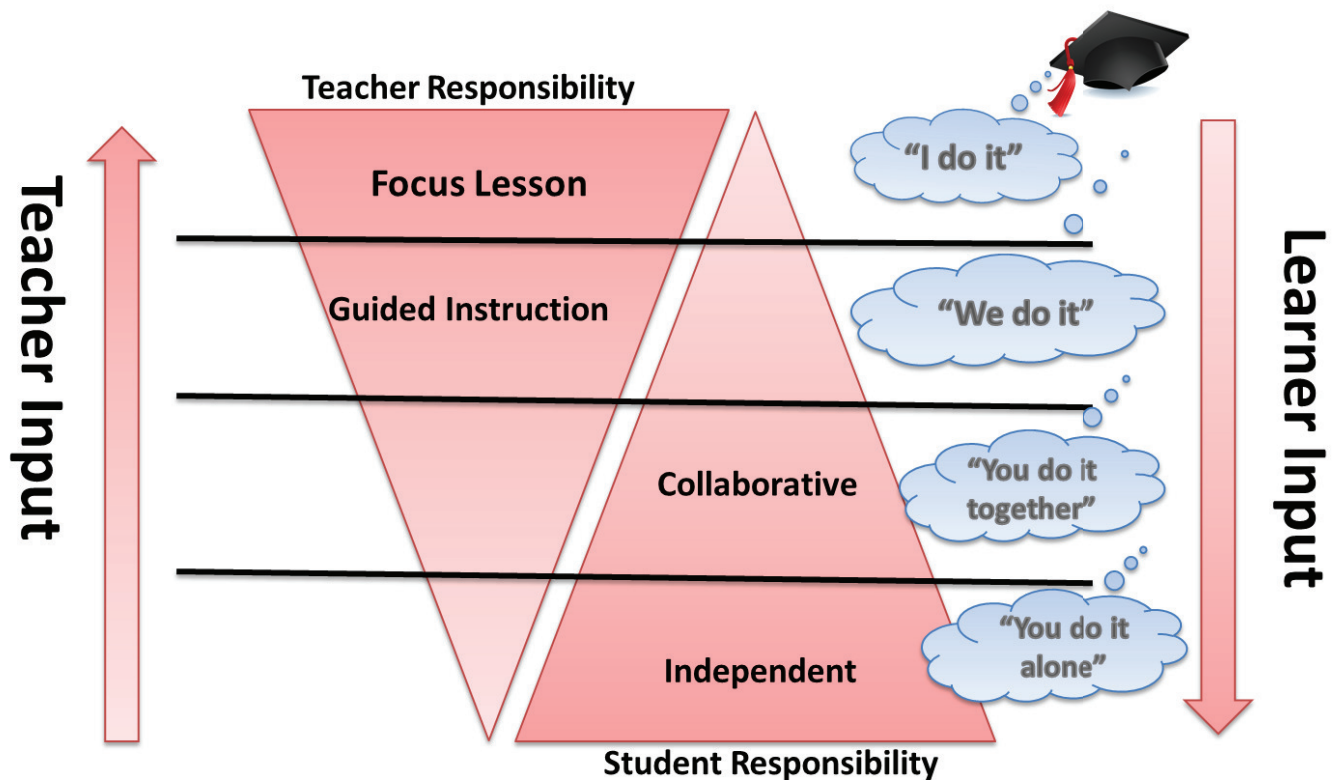 Teacher Responsibility
Focus Lesson
“I do it”
Guided Instruction
“We do it”
Collaborative
“You do it
together”
Independent
“You do it
alone”
Student Responsibility
Teacher Input
Learner Input